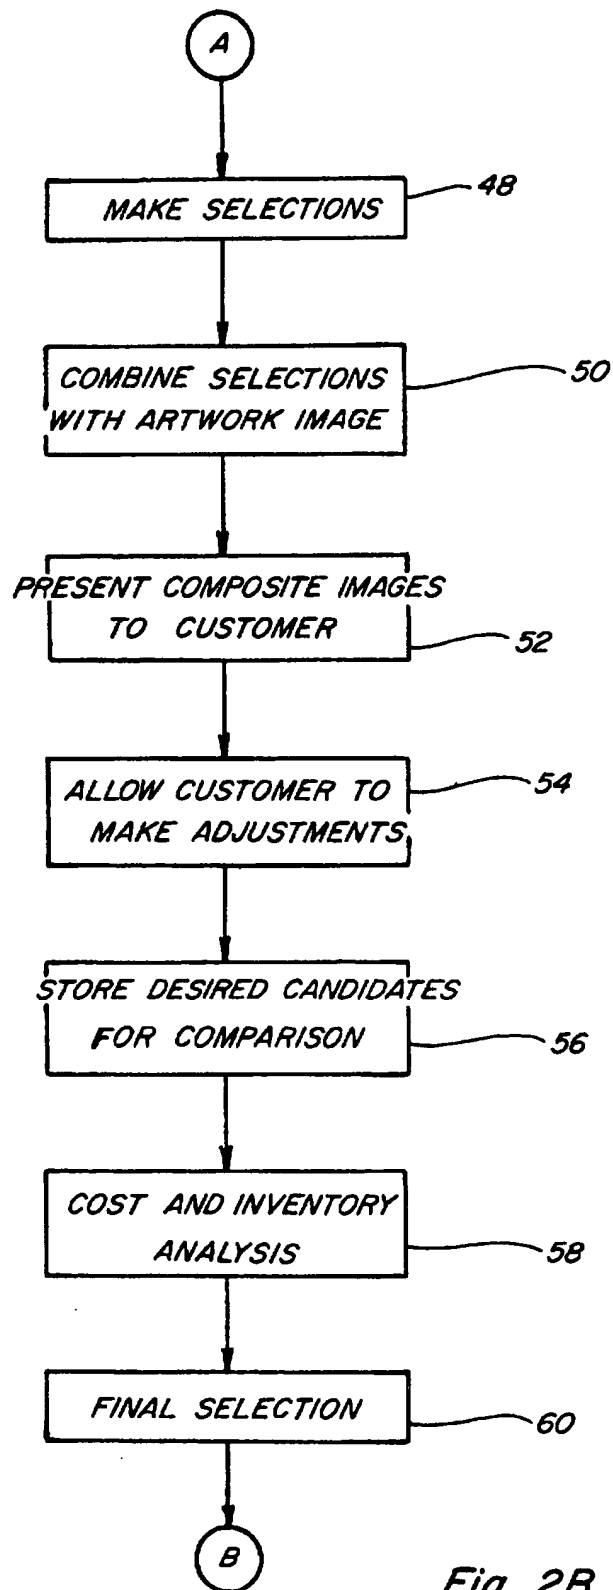 A
MAKE SELECTIONS
48
COMBINE SELECTIONS
WITH ARTWORK IMAGE
50
PRESENT COMPOSITE IMAGES
TO CUSTOMER
52
ALLOW CUSTOMER TO
MAKE ADJUSTMENTS
54
STORE DESIRED CANDIDATES
FOR COMPARISON
56
COST AND INVENTORY
ANALYSIS
58
FINAL SELECTION
60
B
Fig. 2B